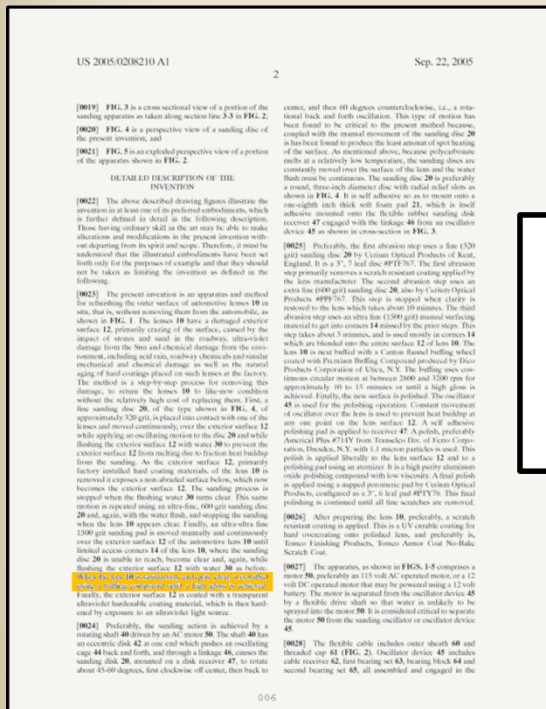 US 2005/0208210 A1
Sep. 22, 2005
2
[0019] FIG. 3 is a cross sectional view of a portion of the
sanding apparatus as taken along section line 3-3 in FIG. 2;
[0020] FIG. 4 is a perspective view of a sanding disc of
the present invention; and
[0021] FIG. 5 is an exploded perspective view of a portion
of the apparatus shown in FIG. 2.
DETAILED DESCRIPTION OF THE
INVENTION
[0022] The above described drawing figures illustrate the
invention in at least one of its preferred embodiments, which
is further defined in detail in the following description.
Those having ordinary skill in the art may be able to make
alterations and modifications in the present invention with-
out departing from its spirit and scope. Therefore, it must be
understood that the illustrated embodiments have been set
forth only for the purposes of example and that they should
not be taken as limiting the invention as defined in the
following.
[0023] The present invention is an apparatus and method
for refinishing the outer surface of automotive lenses 10 in
situ, that is, without removing them from the automobile, as
shown in FIG. 1. The lenses 10 have a damaged exterior
surface 12, primarily crazing of the surface, caused by the
impact of stones and sand in the roadway, ultra-violet
damage from the Sun and chemical damage from the envi-
ronment, including acid rain, roadway chemicals and similar
mechanical and chemical damage as well as the natural
aging of hard coatings placed on such lenses at the factory.
The method is a step-by-step process for removing this
damage, to return the lenses 10 to like-new condition
without the relatively high cost of replacing them. First, a
fine sanding disc 20, of the type shown in FIG. 4, of
approximately 320 grit, is placed into contact with one of the
lenses and moved continuously, over the exterior surface 12
while applying an oscillating motion to the disc 20 and while
flushing the exterior surface 12 with water 30 to prevent the
exterior surface 12 from melting due to friction heat buildup
from the sanding. As the exterior surface 12, primarily
factory installed hard coating materials, of the lens 10 is
removed it exposes a non-abraded surface below, which now
becomes the exterior surface 12. The sanding process is
stopped when the flushing water 30 turns clear. This same
motion is repeated using an ultra-fine, 600 grit sanding disc
20 and, again, with the water flush, and stopping the sanding
when the lens 10 appears clear. Finally, an ultra-ultra fine
1500 grit sanding pad is moved manually and continuously
over the exterior surface 12 of the automotive lens 10 until
limited access corners 14 of the lens 10, where the sanding
disc 20 is unable to reach, become clear and, again, while
flushing the exterior surface 12 with water 30 as before.
When the lens 10 is satisfactory and quite clear, it is buffed
using a buffing compound until a high gloss is achieved.
Finally, the exterior surface 12 is coated with a transparent
ultraviolet hardenable coating material, which is then hard-
ened by exposure to an ultraviolet light source.
[0024] Preferably, the sanding action is achieved by a
rotating shaft 40 driven by an AC motor 50. The shaft 40 has
an eccentric disk 42 at one end which pushes an oscillating
cage 44 back and forth, and through a linkage 46, causes the
sanding disk 20, mounted on a disk receiver 47, to rotate
about 45-60 degrees, first clockwise off center, then back to
center, and then 60 degrees counterclockwise, i.e., a rota-
tional back and forth oscillation. This type of motion has
been found to be critical to the present method because,
coupled with the manual movement of the sanding disc 20
is has been found to produce the least amount of spot heating
of the surface. As mentioned above, because polycarbonate
melts at a relatively low temperature, the sanding discs are
constantly moved over the surface of the lens and the water
flush must be continuous. The sanding disc 20 is preferably
a round, three-inch diameter disc with radial relief slots as
shown in FIG. 4. It is self adhesive so as to mount onto a
one-eighth inch thick soft foam pad 21, which is itself
adhesive mounted onto the flexible rubber sanding disk
receiver 47 engaged with the linkage 46 from an oscillator
device 45 as shown in cross-section in FIG. 3.
[0025] Preferably, the first abrasion step uses a fine (320
grit) sanding disc 20 by Cerium Optical Products of Kent,
England. It is a 3", 7 leaf disc #PTF767. The first abrasion
step primarily removes a scratch resistant coating applied by
the lens manufacturer. The second abrasion step uses an
extra fine (600 grit) sanding disc 20, also by Cerium Optical
Products #PPF767. This step is stopped when clarity is
restored to the lens which takes about 10 minutes. The third
abrasion step uses an ultra fine (1500 grit) manual surfacing
material to get into corners 14 missed by the prior steps. This
step takes about 3 minutes, and is used mostly in corners 14
which are blended into the entire surface 12 of lens 10. The
lens 10 is next buffed with a Canton flannel buffing wheel
coated with Premium Buffing Compound produced by Dico
Products Corporation of Utica, N.Y. The buffing uses con-
tinuous circular motion at between 2800 and 3200 rpm for
approximately 10 to 15 minutes or until a high gloss is
achieved. Finally, the new surface is polished. The oscillator
45 is used for the polishing operation. Constant movement
of oscillator over the lens is used to prevent heat buildup at
any one point on the lens surface 12. A self adhesive
polishing pad is applied to receiver 47. A polish, preferably
Americal Plus #714Y from Transelco Div. of Ferro Corpo-
ration, Dresden, N.Y. with 1.1 micron particles is used. This
polish is applied liberally to the lens surface 12 and to a
polishing pad using an atomizer. It is a high purity aluminum
oxide polishing compound with low viscosity. A final polish
is applied using a napped poromeric pad by Cerium Optical
Products, configured as a 3", 6 leaf pad #PIV76. This final
polishing is continued until all fine scratches are removed.
[0026] After preparing the lens 10, preferably, a scratch
resistant coating is applied. This is a UV curable coating for
hard overcoating onto polished lens, and preferably is,
Tomco Finishing Products, Tomco Armor Coat No-Bake
Scratch Coat.
[0027] The apparatus, as shown in FIGS. 1-5 comprises a
motor 50, preferably an 115 volt AC operated motor, or a 12
volt DC operated motor that may be powered using a 12 volt
battery. The motor is separated from the oscillator device 45
by a flexible drive shaft so that water is unlikely to be
sprayed into the motor 50. It is considered critical to separate
the motor 50 from the sanding oscillator or oscillator device
45.
[0028] The flexible cable includes outer sheath 60 and
threaded cap 61 (FIG. 2). Oscillator device 45 includes
cable receiver 62, first bearing set 63, bearing block 64 and
second bearing set 65, all assembled and engaged in the
006